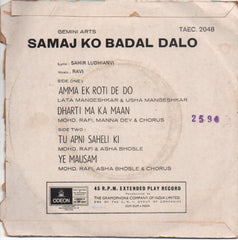 GEMINI ARTS
TAEC. 2048
SAMAJ KO BADAL DALO
Lyric : SAHIR LUDHIANVI
Music : RAVI
SIDE ONE:
AMMA EK ROTI DE DO
LATA MANGESHKAR & USHA MANGESHKAR
DHARTI MA KA MAAN
MOHD. RAFI, MANNA DEY & CHORUS
2594
SIDE TWO:
TU APNI SAHELI KI
MOHD. RAFI & ASHA BHOSLE
YE MAUSAM
MOHD. RAFI, ASHA BHOSLE & CHORUS
ODEON
45 R.P.M. EXTENDED PLAY RECORD
THE GRAMOPHONE COMPANY OF INDIA LIMITED.